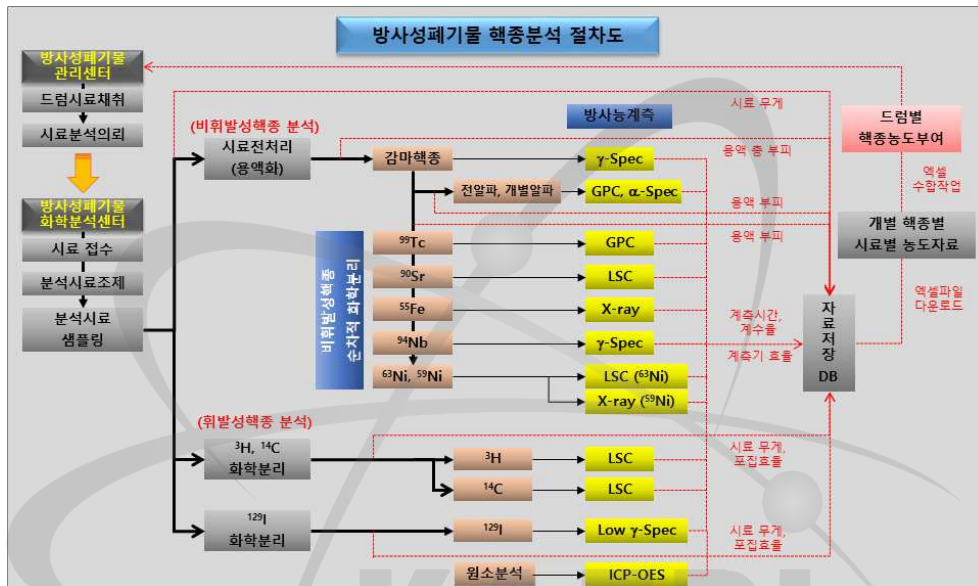 방사성폐기물 핵종분석 절차도
방사성폐기물
관리센터
드럼시료채취
시료분석의뢰
방사성폐기물
화학분석센터
시료 접수
분석시료조제
분석시료
샘플링
(비휘발성핵종 분석)
시료전처리
(용액화)
비휘발성핵종
순차적 화학분리
감마핵종
전알파, 개별알파
⁹⁹Tc
⁹⁰Sr
⁵⁵Fe
⁹⁴Nb
⁶³Ni, ⁵⁹Ni
방사능계측
γ-Spec
GPC, α-Spec
GPC
LSC
X-ray
γ-Spec
LSC (⁶³Ni)
X-ray (⁵⁹Ni)
(휘발성핵종 분석)
³H, ¹⁴C
화학분리
³H
LSC
¹⁴C
LSC
¹²⁹I
화학분리
¹²⁹I
Low γ-Spec
원소분석
ICP-OES
시료 무게
용액 총 부피
용액 부피
용액 부피
계측시간,
계수율
계측기 효율
시료 무게,
포집효율
시료 무게,
포집효율
자료저장
DB
드럼별
핵종농도부여
엑셀
수합작업
개별 핵종별
시료별 농도자료
엑셀파일
다운로드